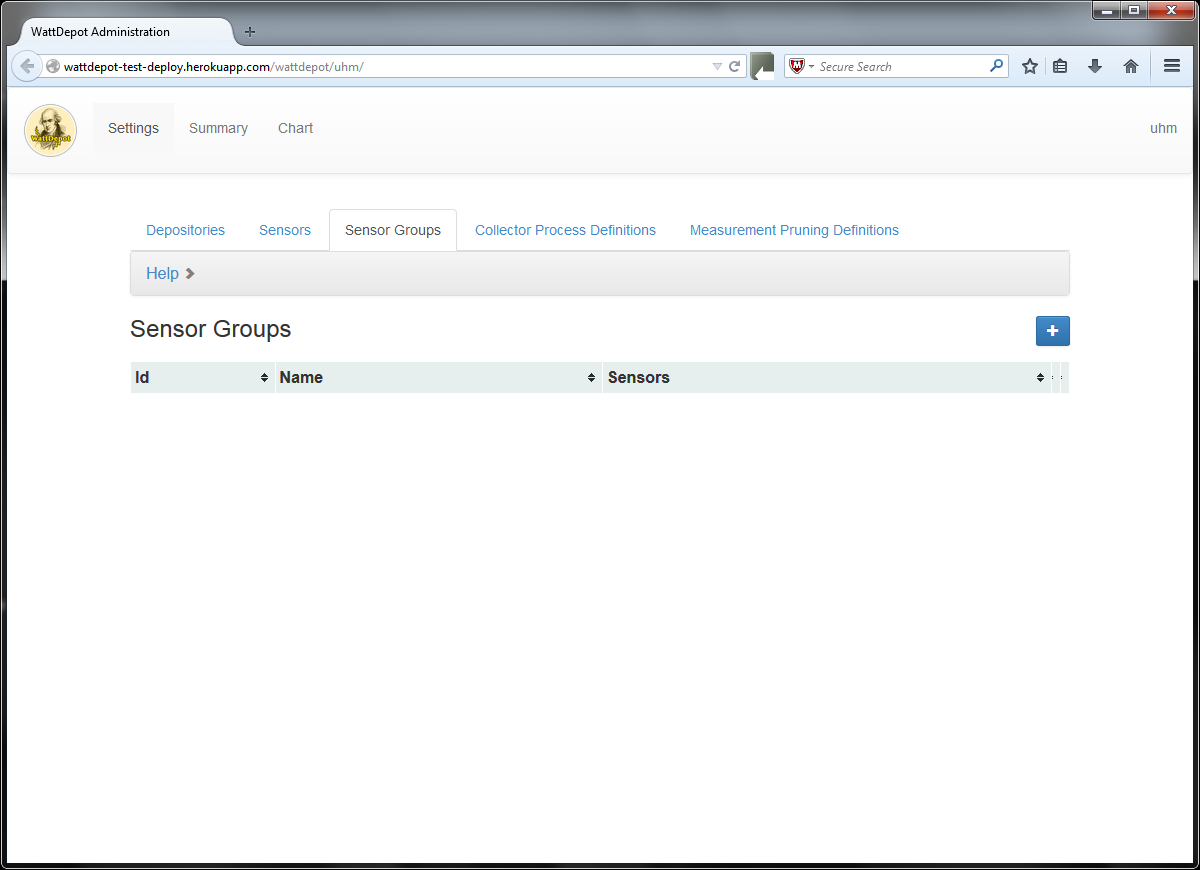 WattDepot Administration
wattdepot-test-deploy.herokuapp.com/wattdepot/uhm/
Secure Search
WattDepot
Settings Summary Chart uhm
Depositories Sensors Sensor Groups Collector Process Definitions Measurement Pruning Definitions
Help
Sensor Groups
Id Name Sensors